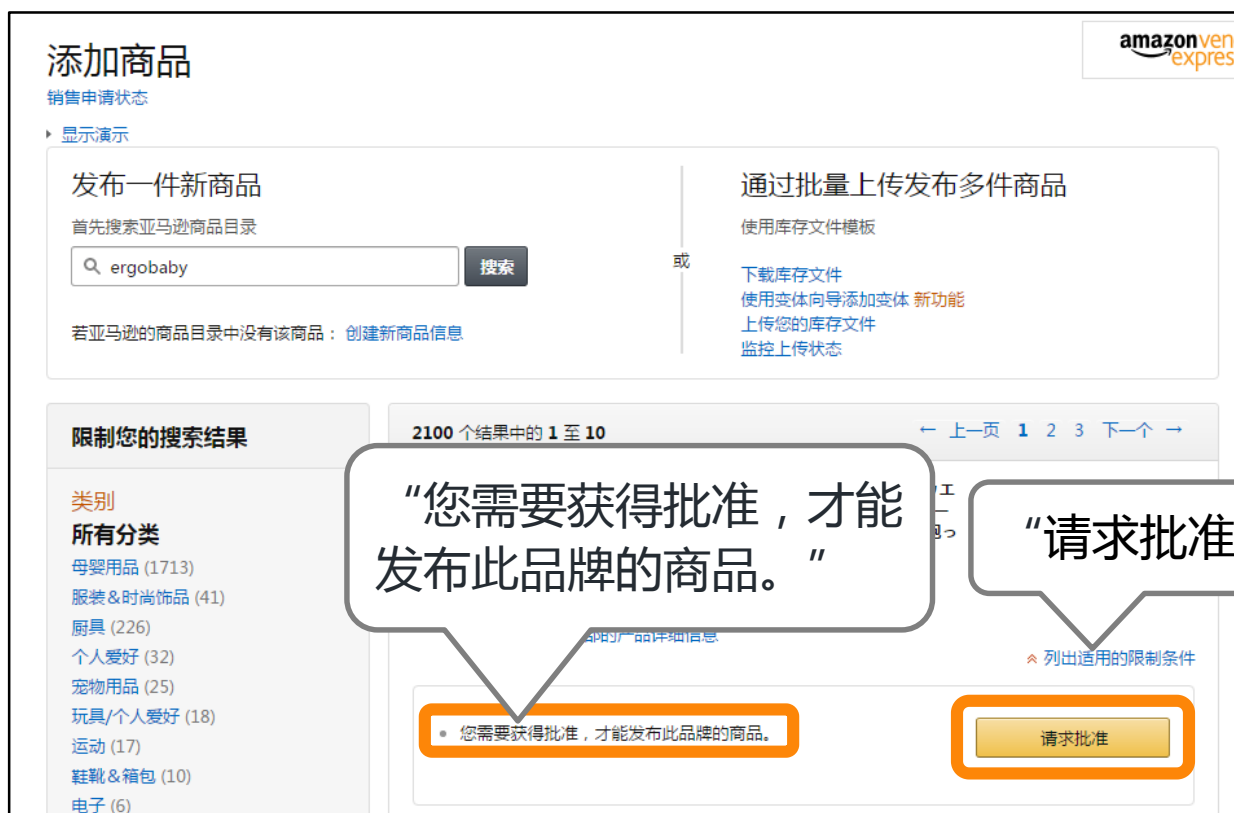 添加商品
amazon
销售申请状态
显示演示
发布一件新商品
首先搜索亚马逊商品目录
ergobaby
搜索
若亚马逊的商品目录中没有该商品： 创建新商品信息
或
通过批量上传发布多件商品
使用库存文件模板
下载库存文件
使用变体向导添加变体 新功能
上传您的库存文件
监控上传状态
限制您的搜索结果
类别
所有分类
母婴用品 (1713)
服装&时尚饰品 (41)
厨具 (226)
个人爱好 (32)
宠物用品 (25)
玩具/个人爱好 (18)
运动 (17)
鞋靴&箱包 (10)
电子 (6)
2100 个结果中的 1 至 10
← 上一页 1 2 3 下一个 →
“您需要获得批准，才能
发布此品牌的商品。”
“请求批准
的产品详细信息
列出适用的限制条件
您需要获得批准，才能发布此品牌的商品。
请求批准